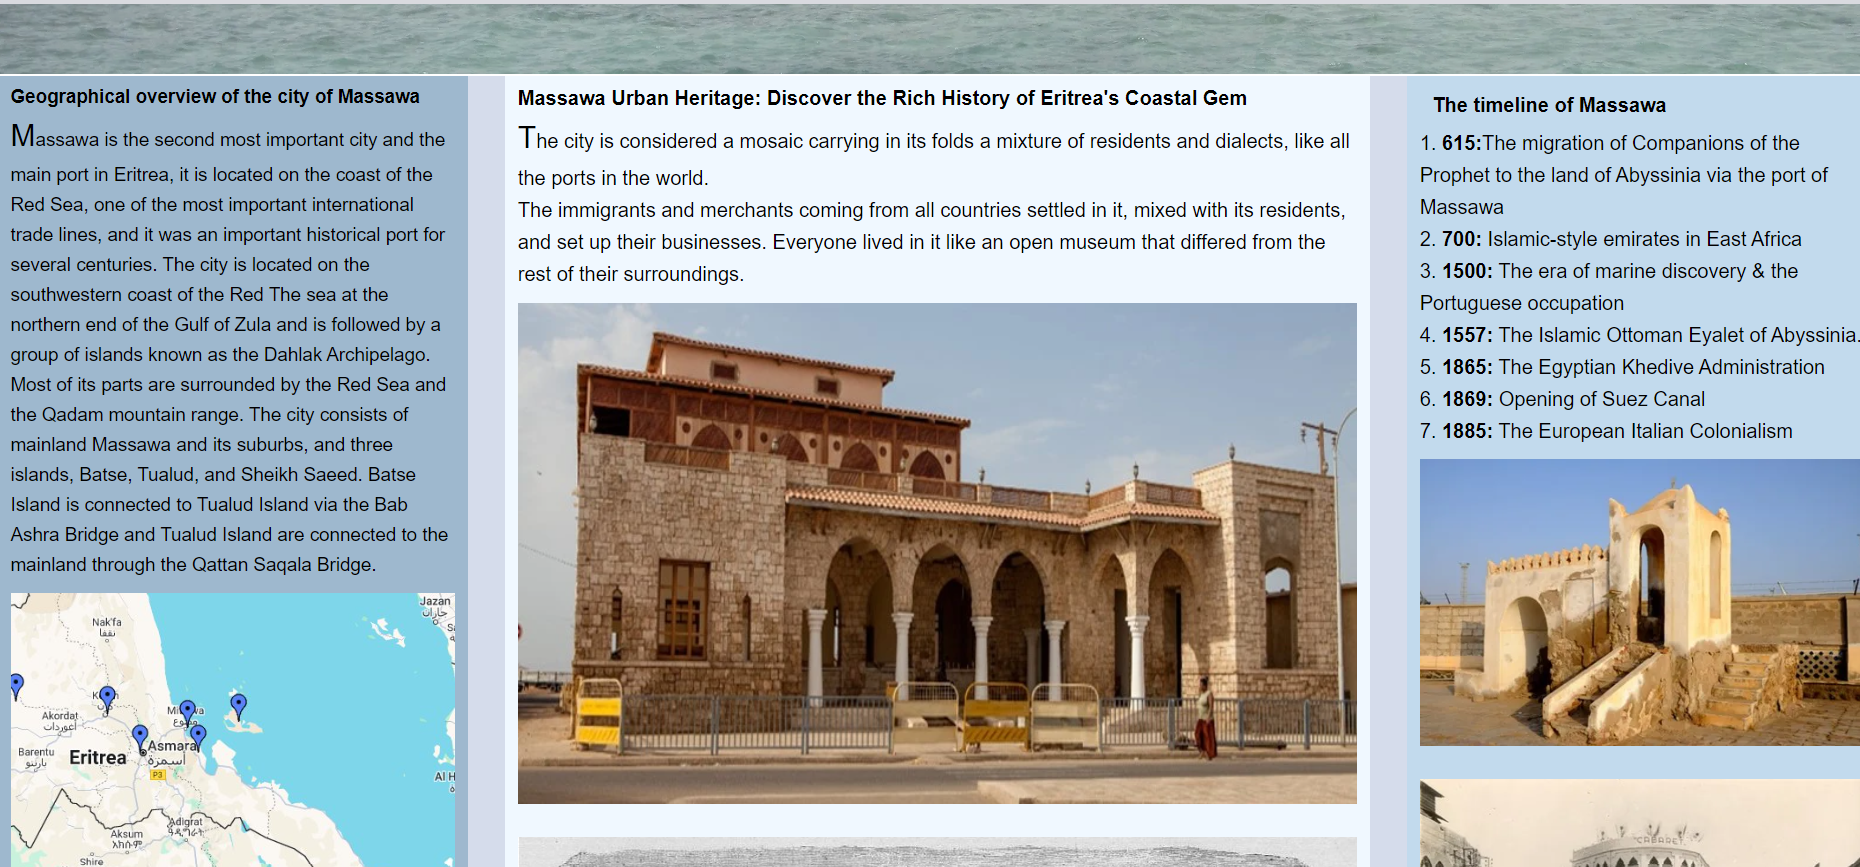 Geographical overview of the city of Massawa
Massawa is the second most important city and the
main port in Eritrea, it is located on the coast of the
Red Sea, one of the most important international
trade lines, and it was an important historical port for
several centuries. The city is located on the
southwestern coast of the Red The sea at the
northern end of the Gulf of Zula and is followed by a
group of islands known as the Dahlak Archipelago.
Most of its parts are surrounded by the Red Sea and
the Qadam mountain range. The city consists of
mainland Massawa and its suburbs, and three
islands, Batse, Tualud, and Sheikh Saeed. Batse
Island is connected to Tualud Island via the Bab
Ashra Bridge and Tualud Island are connected to the
mainland through the Qattan Saqala Bridge.
Jazan
جازان
Nak'fa
نقفا
Akordat
أغوردات
Barentu
بارنتو
Eritrea
Asmara
أسمرة
P3
Al H
Adigrat
ዓዲግራት
Aksum
አክሱም
Shire
Massawa Urban Heritage: Discover the Rich History of Eritrea's Coastal Gem
The city is considered a mosaic carrying in its folds a mixture of residents and dialects, like all
the ports in the world.
The immigrants and merchants coming from all countries settled in it, mixed with its residents,
and set up their businesses. Everyone lived in it like an open museum that differed from the
rest of their surroundings.
The timeline of Massawa
1. 615:The migration of Companions of the
Prophet to the land of Abyssinia via the port of
Massawa
2. 700: Islamic-style emirates in East Africa
3. 1500: The era of marine discovery & the
Portuguese occupation
4. 1557: The Islamic Ottoman Eyalet of Abyssinia.
5. 1865: The Egyptian Khedive Administration
6. 1869: Opening of Suez Canal
7. 1885: The European Italian Colonialism
CABARET